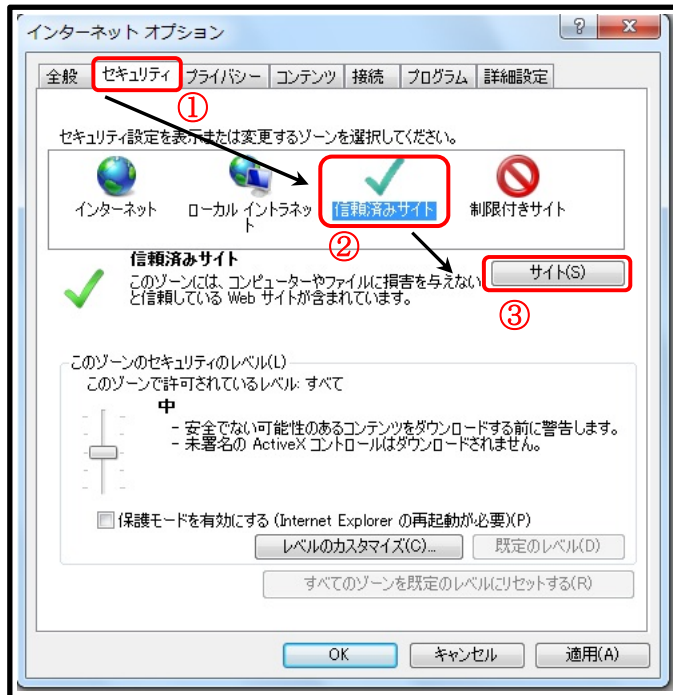 インターネット オプション
全般 セキュリティ プライバシー コンテンツ 接続 プログラム 詳細設定
①
セキュリティ設定を表示または変更するゾーンを選択してください。
インターネット
ローカル イントラネット
信頼済みサイト
制限付きサイト
②
信頼済みサイト
このゾーンには、コンピューターやファイルに損害を与えない
と信頼している Web サイトが含まれています。
サイト(S)
③
このゾーンのセキュリティのレベル(L)
このゾーンで許可されているレベル: すべて
中
- 安全でない可能性のあるコンテンツをダウンロードする前に警告します。
- 未署名の ActiveX コントロールはダウンロードされません。
保護モードを有効にする (Internet Explorer の再起動が必要)(P)
レベルのカスタマイズ(C)... 既定のレベル(D)
すべてのゾーンを既定のレベルにリセットする(R)
OK キャンセル 適用(A)